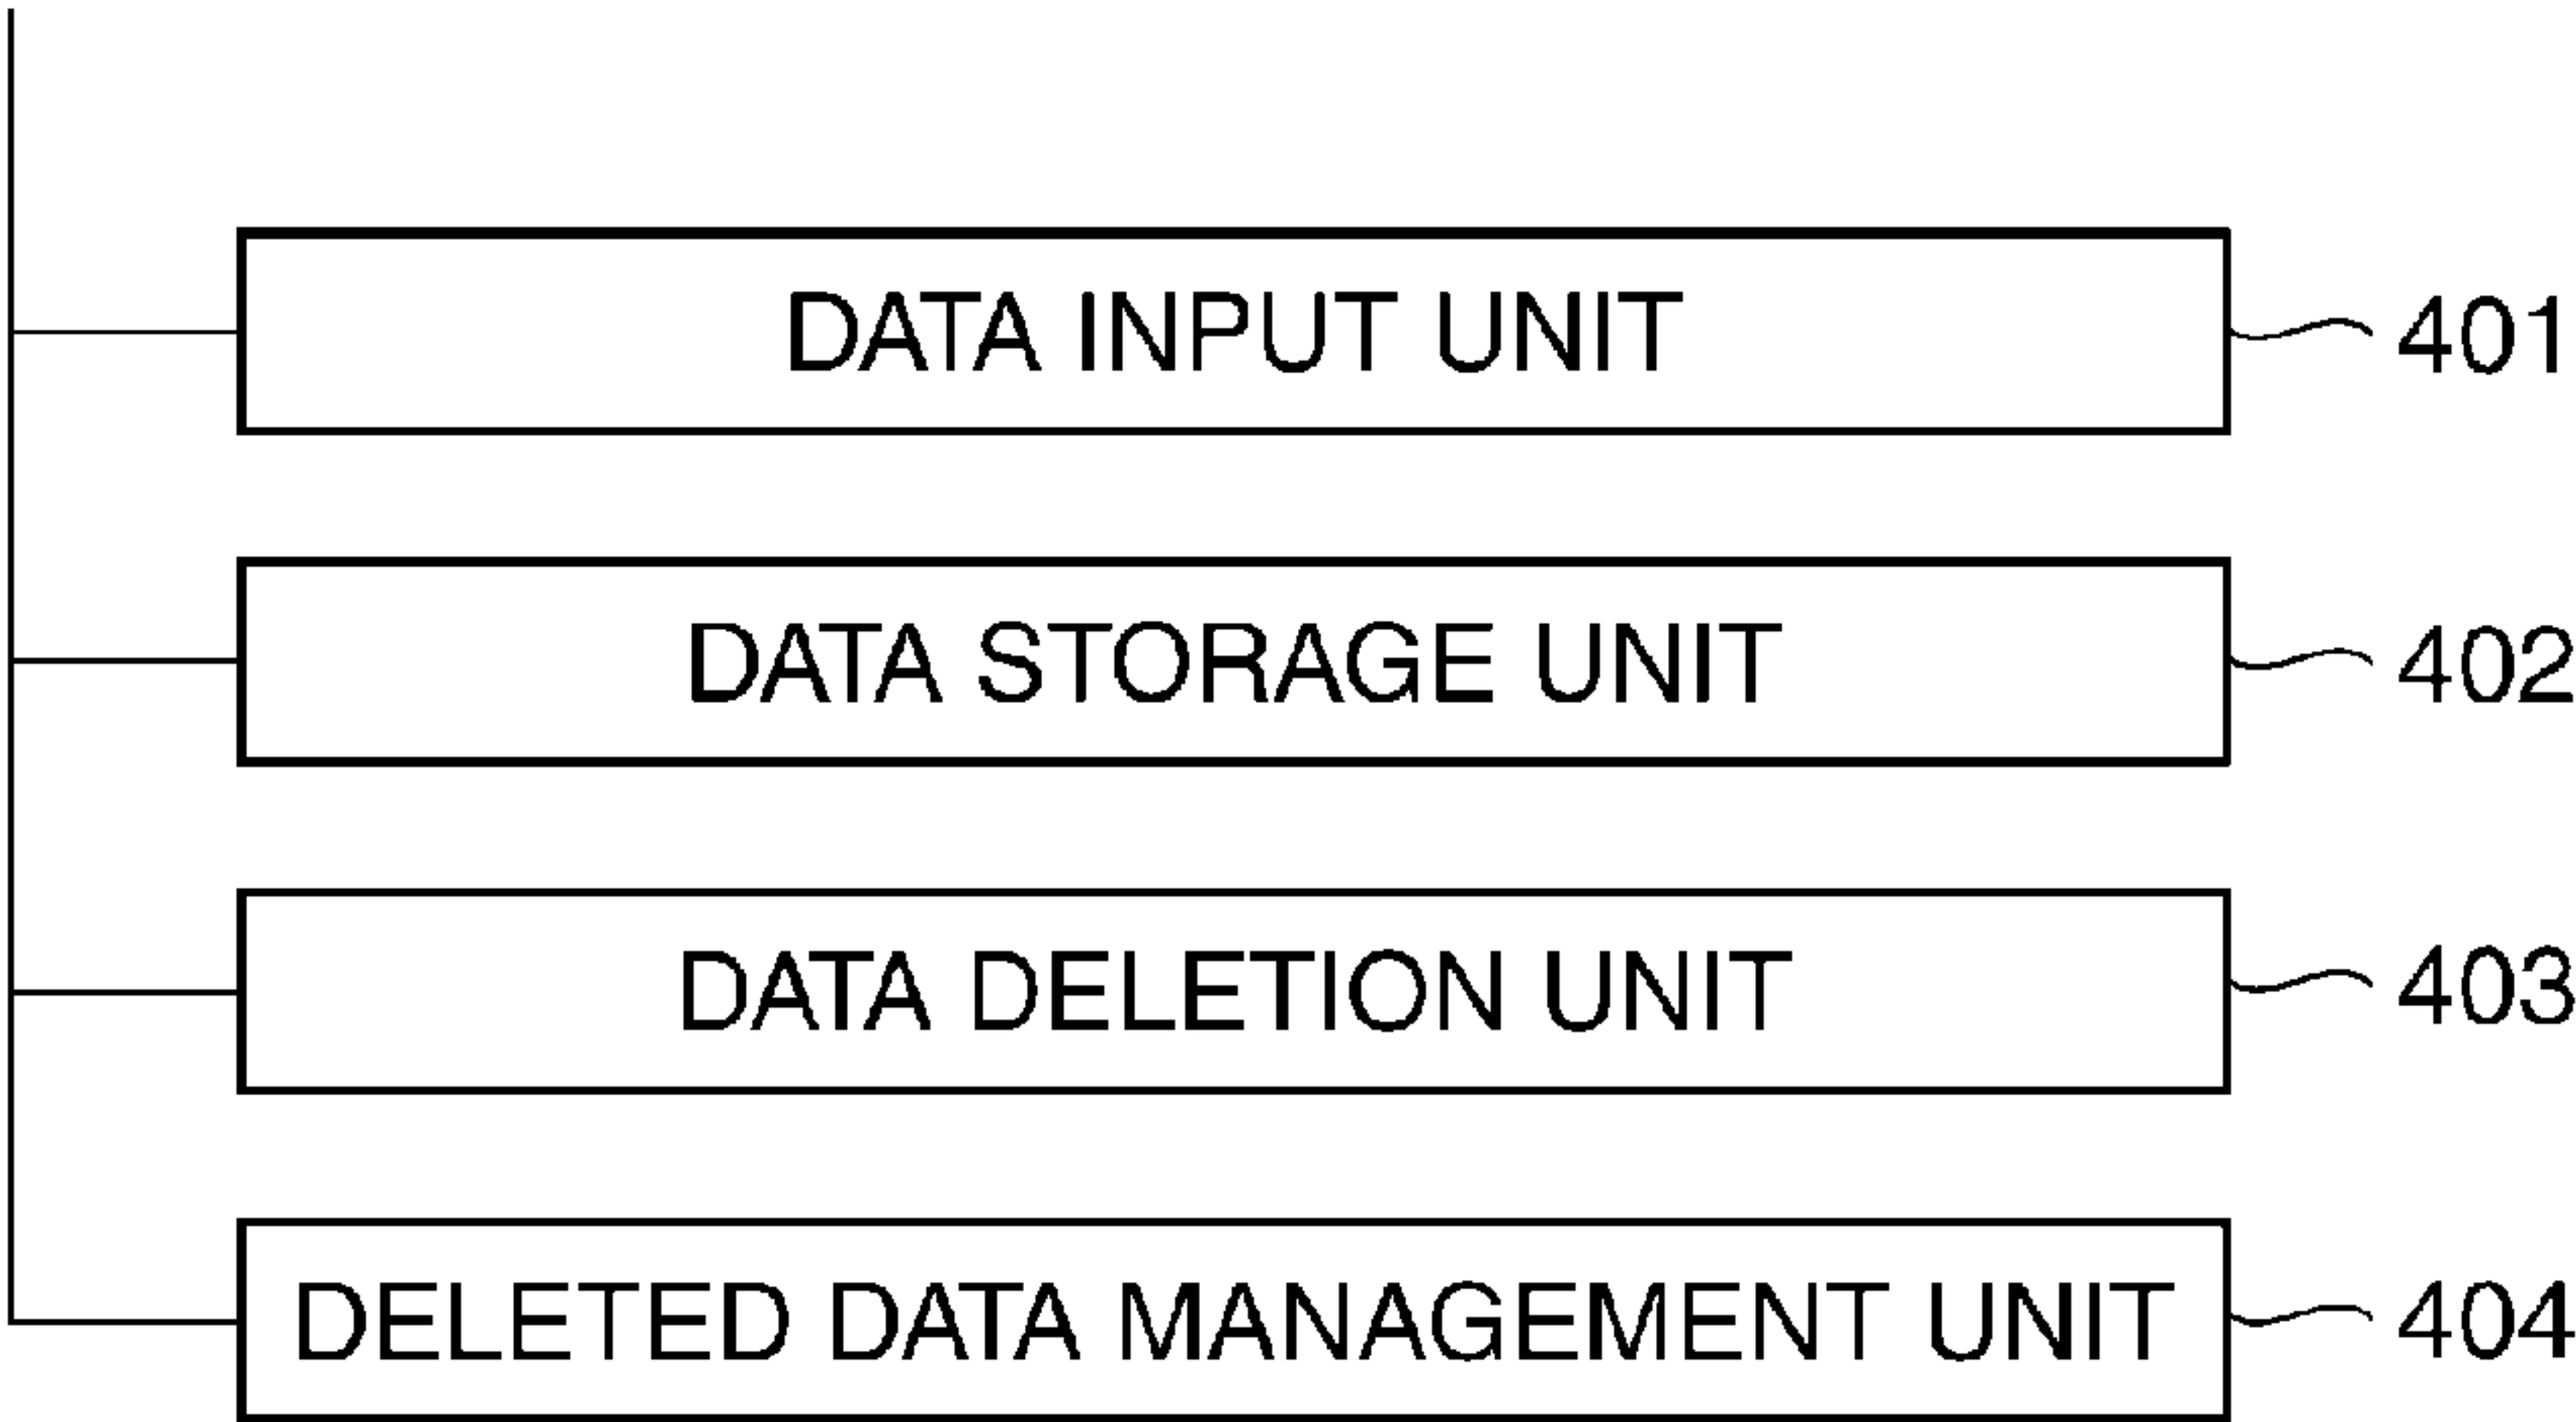 DATA INPUT UNIT 401
DATA STORAGE UNIT 402
DATA DELETION UNIT 403
DELETED DATA MANAGEMENT UNIT 404